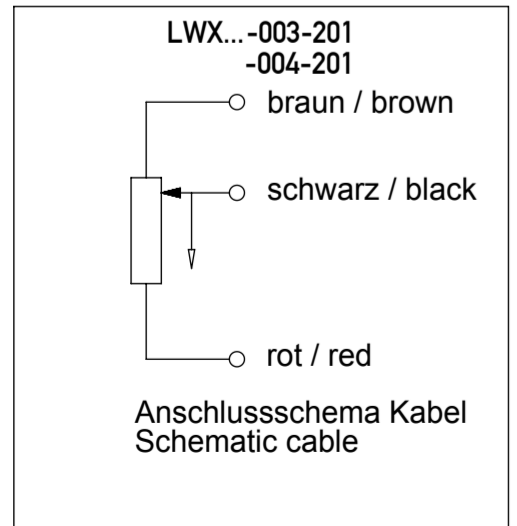 LWX...-003-201
-004-201
braun / brown
schwarz / black
rot / red
Anschlussschema Kabel
Schematic cable